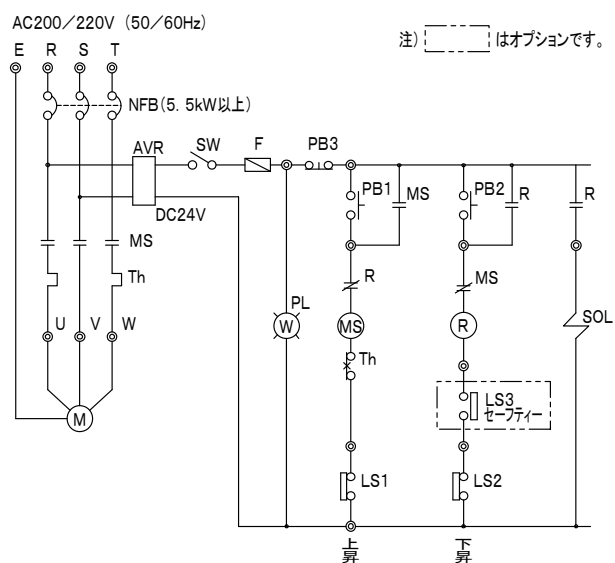 AC200／220V (50／60Hz)
注） はオプションです。
E R S T
NFB(5. 5kW以上)
AVR SW F PB3
DC24V
PB1 MS PB2 R R
MS
Th
R MS
U V W
PL
W MS R SOL
Th
M
LS3
セーフティー
LS1 LS2
上昇 下昇